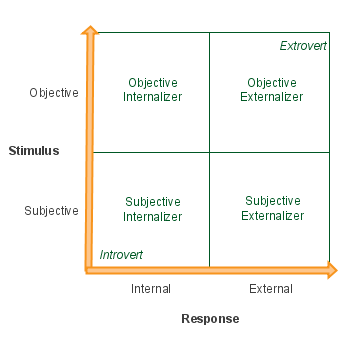 Extrovert
Objective
Internalizer
Objective
Externalizer
Objective
Stimulus
Subjective
Internalizer
Subjective
Externalizer
Subjective
Introvert
Internal
External
Response